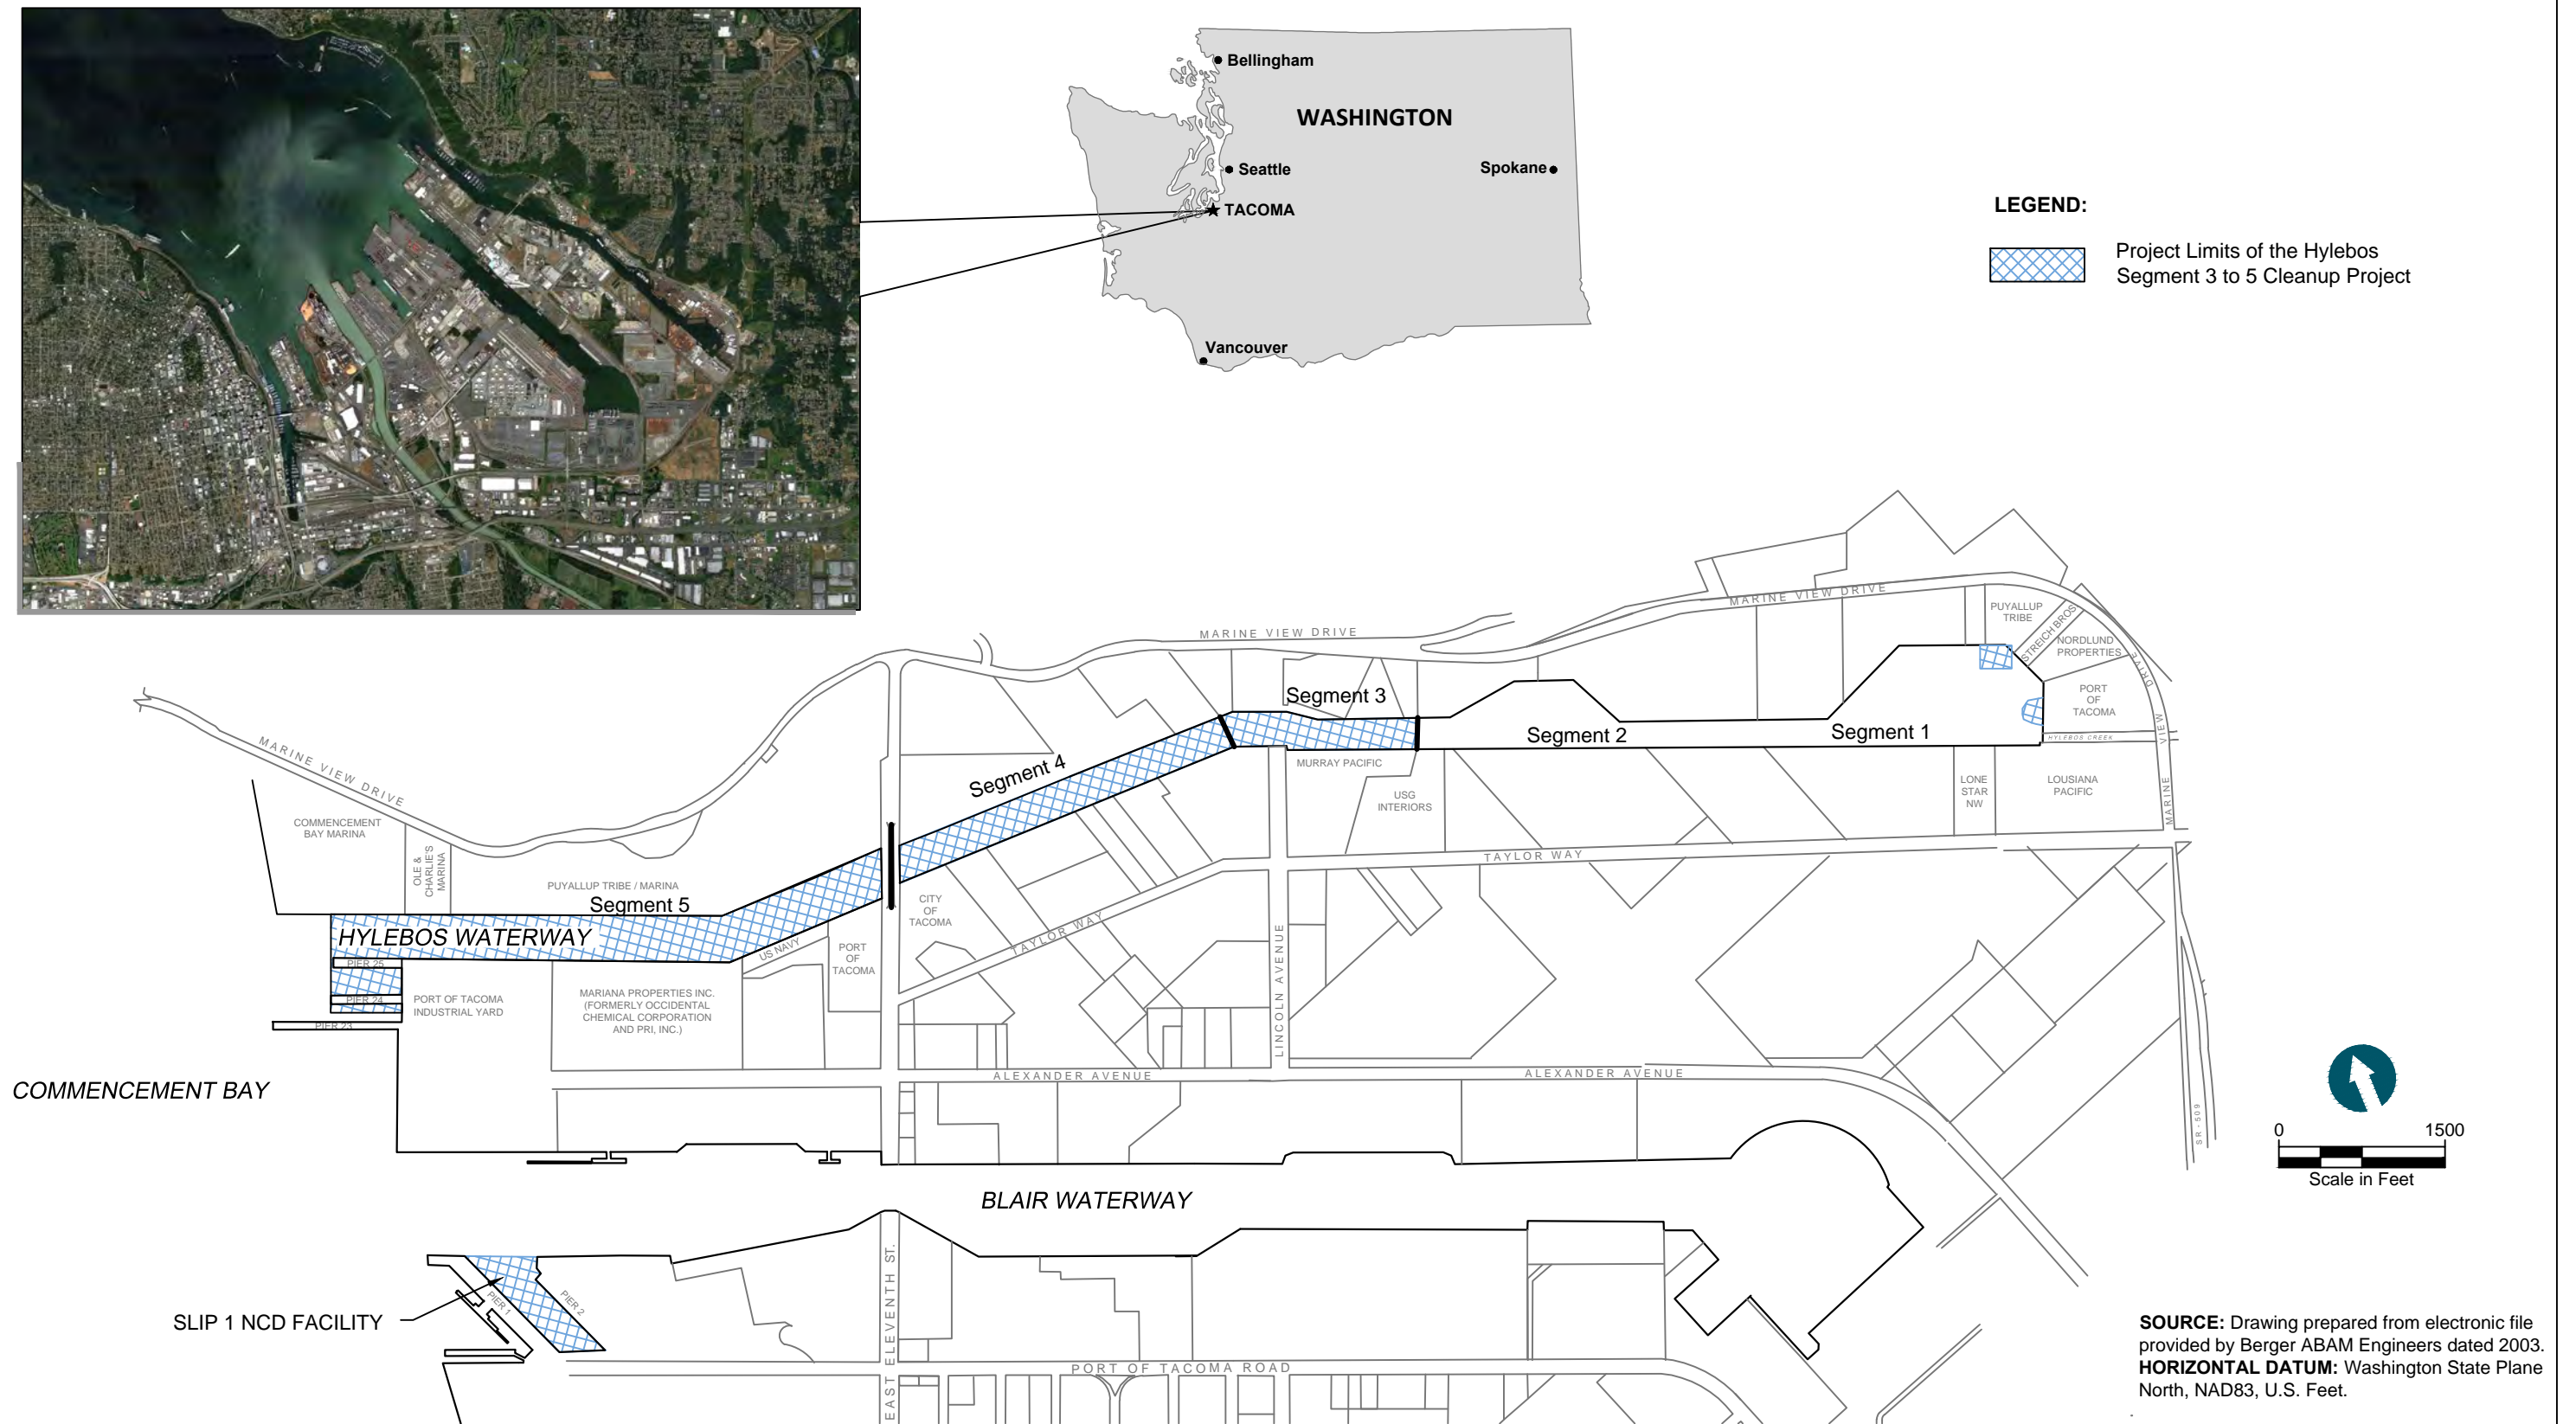 Bellingham
WASHINGTON
Seattle
Spokane
TACOMA
Vancouver
LEGEND:
Project Limits of the Hylebos
Segment 3 to 5 Cleanup Project
MARINE VIEW DRIVE
MARINE VIEW DRIVE
MARINE VIEW DRIVE
MARINE VIEW DRIVE
PUYALLUP
TRIBE
STREICH BROS
NORDLUND
PROPERTIES
PORT
OF
TACOMA
HYLEBOS CREEK
Segment 3
Segment 2
Segment 1
Segment 4
MURRAY PACIFIC
USG
INTERIORS
LONE
STAR
NW
LOUSIANA
PACIFIC
COMMENCEMENT
BAY MARINA
OLE &
CHARLIE'S
MARINA
PUYALLUP TRIBE / MARINA
Segment 5
HYLEBOS WATERWAY
CITY
OF
TACOMA
TAYLOR WAY
TAYLOR WAY
US NAVY
PORT
OF
TACOMA
LINCOLN AVENUE
PIER 25
PIER 24
PIER 23
PORT OF TACOMA
INDUSTRIAL YARD
MARIANA PROPERTIES INC.
(FORMERLY OCCIDENTAL
CHEMICAL CORPORATION
AND PRI, INC.)
ALEXANDER AVENUE
ALEXANDER AVENUE
COMMENCEMENT BAY
SR-509
0 1500
Scale in Feet
BLAIR WATERWAY
EAST ELEVENTH ST.
PIER 1
PIER 2
SLIP 1 NCD FACILITY
PORT OF TACOMA ROAD
SOURCE: Drawing prepared from electronic file
provided by Berger ABAM Engineers dated 2003.
HORIZONTAL DATUM: Washington State Plane
North, NAD83, U.S. Feet.